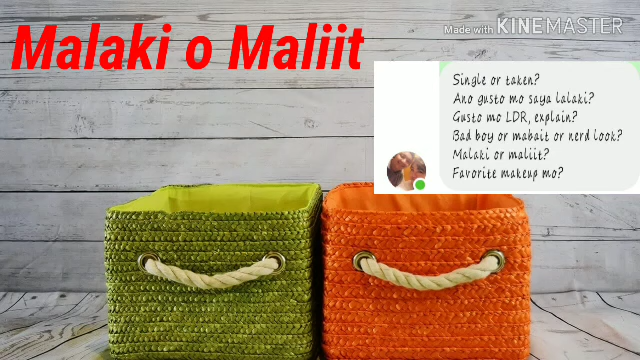 Malaki o Maliit
Made with KINEMASTER
Single or taken?
Ano gusto mo saya lalaki?
Gusto mo LDR, explain?
Bad boy or mabait or nerd look?
Malaki or maliit?
Favorite makeup mo?